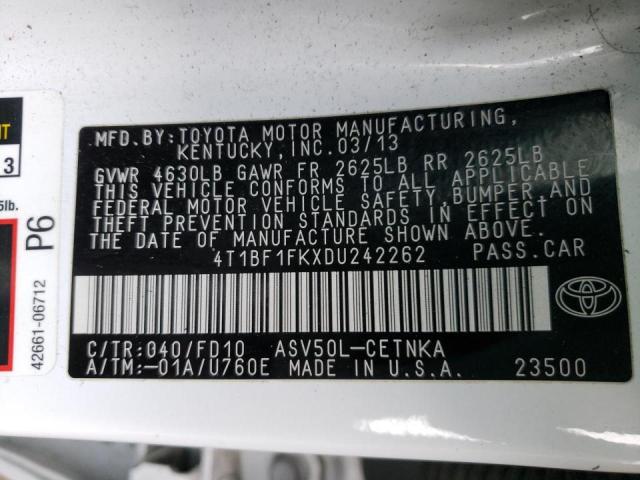 MFD.BY:TOYOTA MOTOR MANUFACTURING,
KENTUCKY, INC.03/13
GVWR 4630LB GAWR FR 2625LB RR 2625LB
THIS VEHICLE CONFORMS TO ALL APPLICABLE
FEDERAL MOTOR VEHICLE SAFETY,BUMPER AND
THEFT PREVENTION STANDARDS IN EFFECT ON
THE DATE OF MANUFACTURE SHOWN ABOVE.
4T1BF1FKXDU242262 PASS.CAR
C/TR:040/FD10 ASV50L-CETNKA
A/TM:-01A/U760E MADE IN U.S.A. 23500
3
5lb.
P6
42661-06712